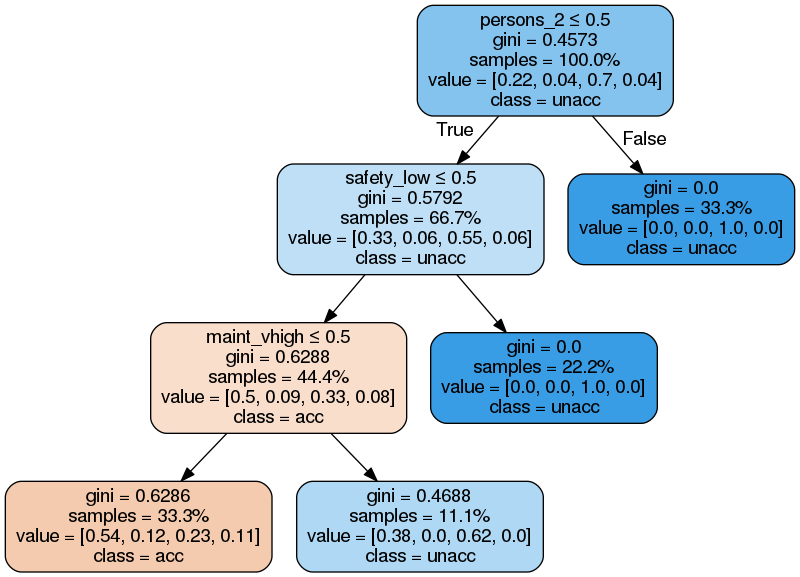 persons_2 ≤ 0.5
gini = 0.4573
samples = 100.0%
value = [0.22, 0.04, 0.7, 0.04]
class = unacc
True
False
safety_low ≤ 0.5
gini = 0.5792
samples = 66.7%
value = [0.33, 0.06, 0.55, 0.06]
class = unacc
gini = 0.0
samples = 33.3%
value = [0.0, 0.0, 1.0, 0.0]
class = unacc
maint_vhigh ≤ 0.5
gini = 0.6288
samples = 44.4%
value = [0.5, 0.09, 0.33, 0.08]
class = acc
gini = 0.0
samples = 22.2%
value = [0.0, 0.0, 1.0, 0.0]
class = unacc
gini = 0.6286
samples = 33.3%
value = [0.54, 0.12, 0.23, 0.11]
class = acc
gini = 0.4688
samples = 11.1%
value = [0.38, 0.0, 0.62, 0.0]
class = unacc